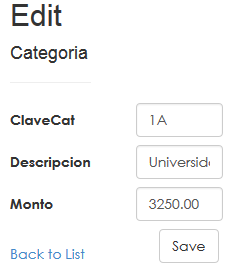 Edit
Categoria
ClaveCat 1A
Descripcion Universid
Monto 3250.00
Back to List Save